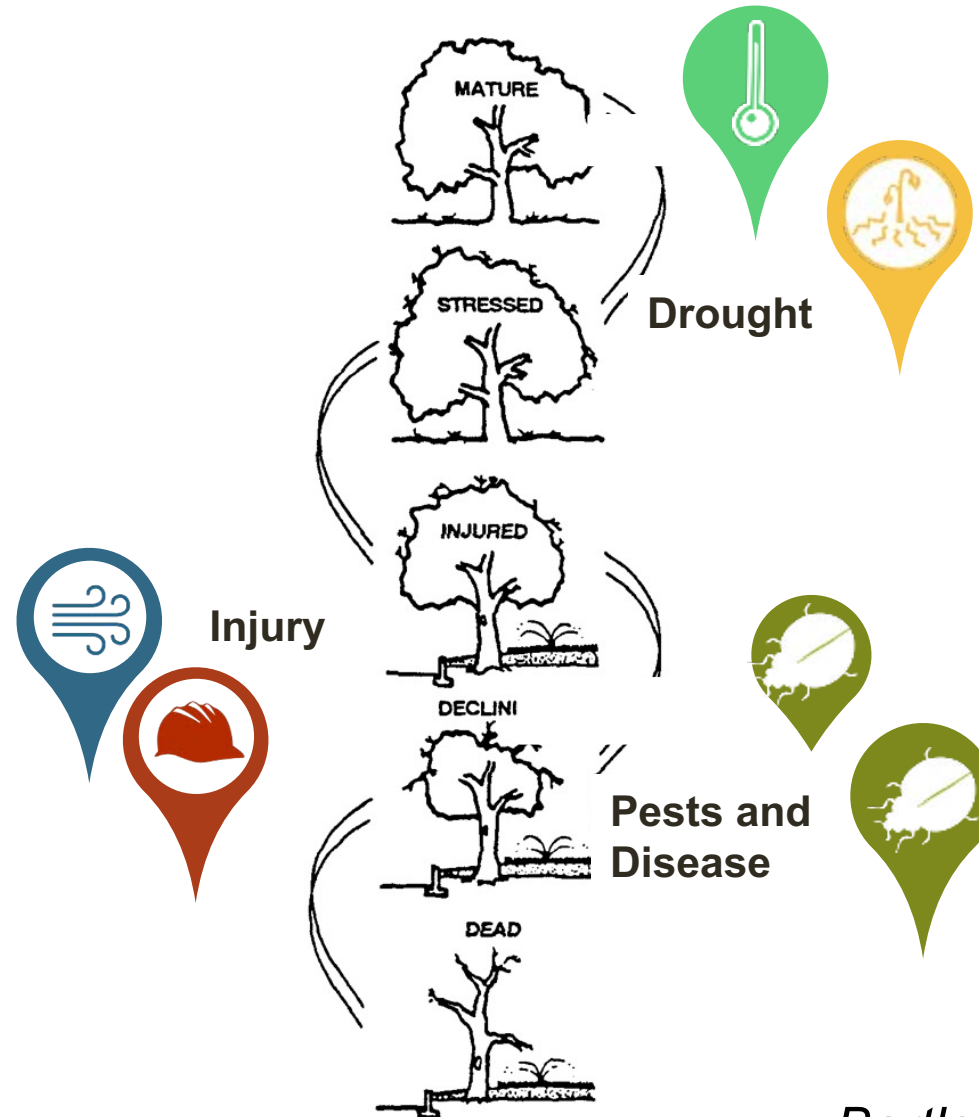 MATURE
STRESSED
Drought
INJURED
Injury
DECLINI
Pests and
Disease
DEAD